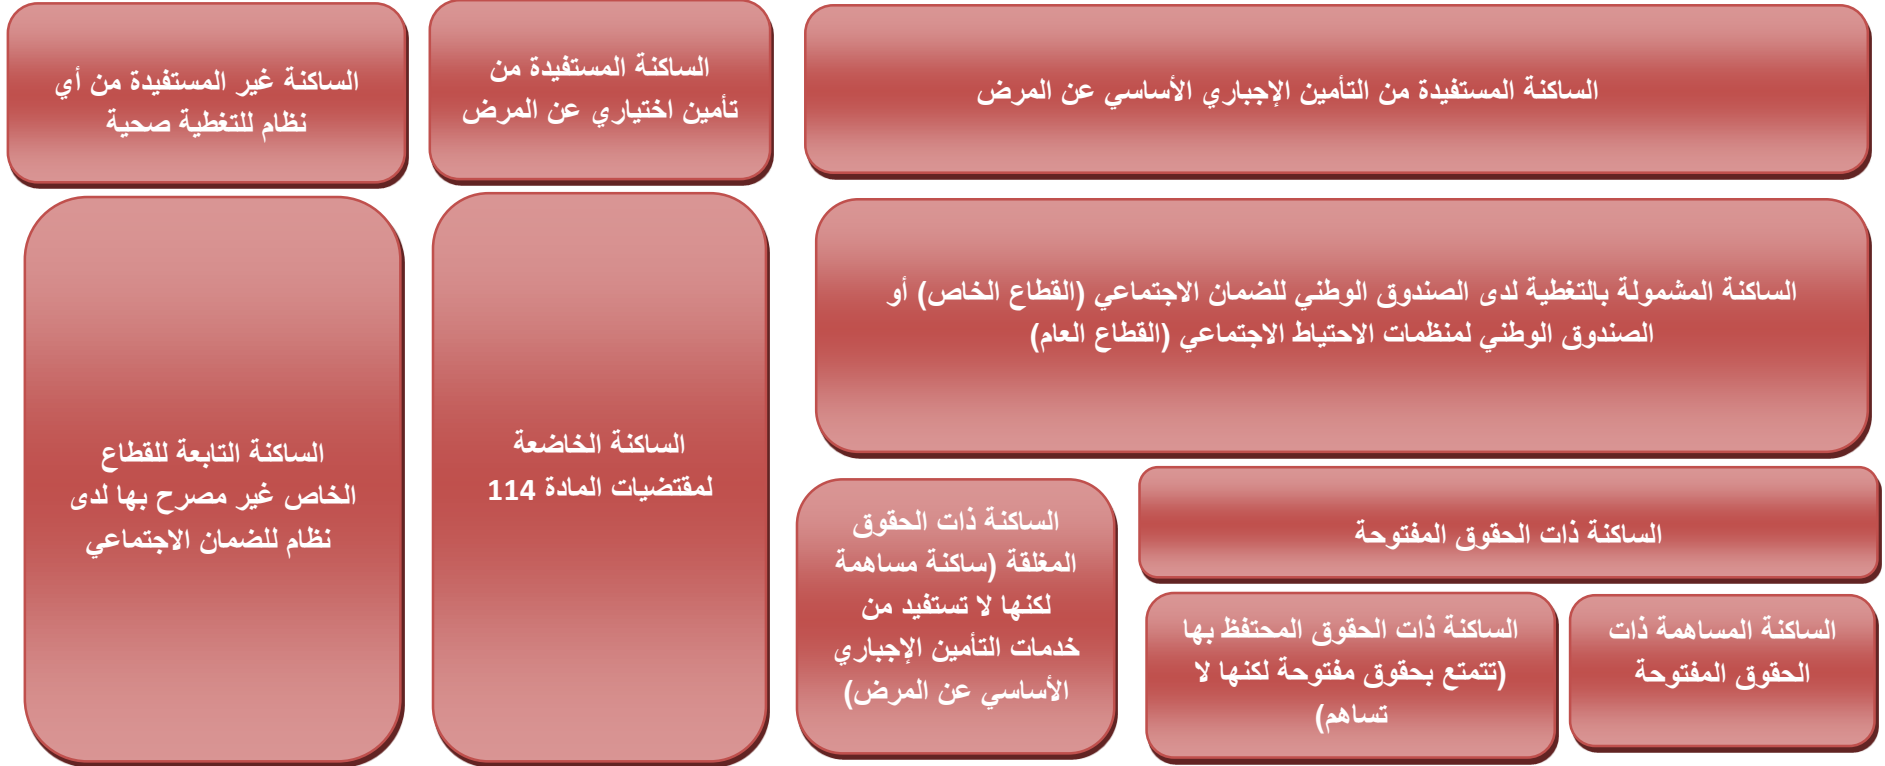 الساكنة المستفيدة من التأمين الإجباري الأساسي عن المرض
الساكنة المستفيدة من
تأمين اختياري عن المرض
الساكنة غير المستفيدة من أي
نظام للتغطية صحية
الساكنة المشمولة بالتغطية لدى الصندوق الوطني للضمان الاجتماعي (القطاع الخاص) أو
الصندوق الوطني لمنظمات الاحتياط الاجتماعي (القطاع العام)
الساكنة ذات الحقوق المفتوحة
الساكنة المساهمة ذات
الحقوق المفتوحة
الساكنة ذات الحقوق المحتفظ بها
(تتمتع بحقوق مفتوحة لكنها لا
تساهم)
الساكنة ذات الحقوق
المغلقة (ساكنة مساهمة
لكنها لا تستفيد من
خدمات التأمين الإجباري
الأساسي عن المرض)
الساكنة الخاضعة
لمقتضيات المادة 114
الساكنة التابعة للقطاع
الخاص غير مصرح بها لدى
نظام للضمان الاجتماعي